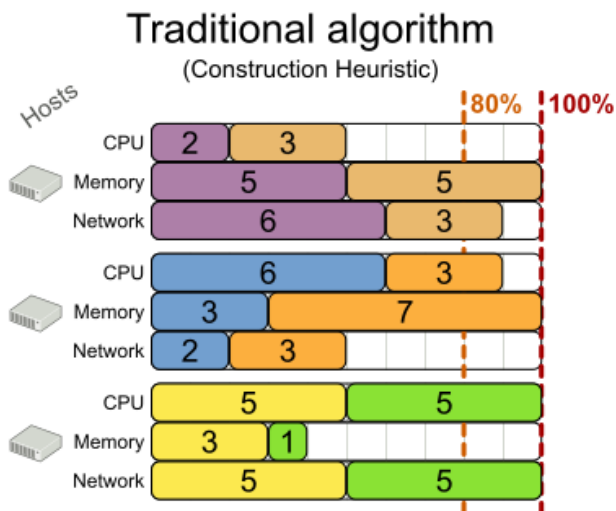 Traditional algorithm
(Construction Heuristic)
Hosts
80% 100%
CPU 2 3
Memory 5 5
Network 6 3
CPU 6 3
Memory 3 7
Network 2 3
CPU 5 5
Memory 3 1
Network 5 5